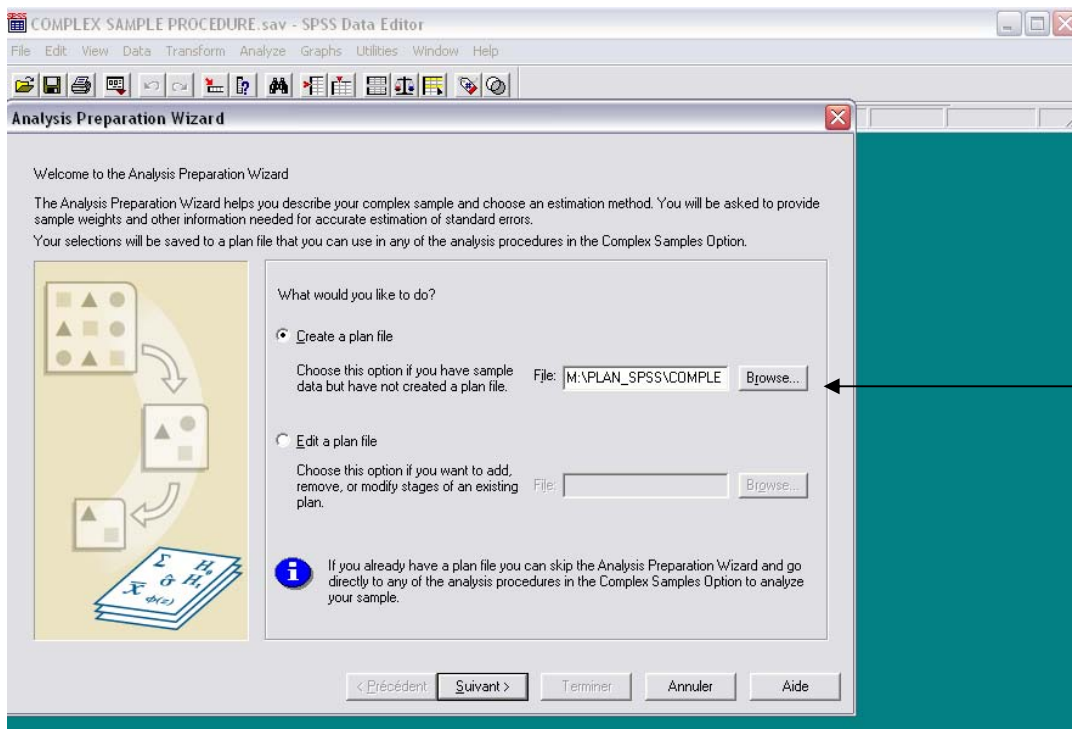 COMPLEX SAMPLE PROCEDURE.sav - SPSS Data Editor
File Edit View Data Transform Analyze Graphs Utilities Window Help
Analysis Preparation Wizard
Welcome to the Analysis Preparation Wizard
The Analysis Preparation Wizard helps you describe your complex sample and choose an estimation method. You will be asked to provide
sample weights and other information needed for accurate estimation of standard errors.
Your selections will be saved to a plan file that you can use in any of the analysis procedures in the Complex Samples Option.
What would you like to do?
Create a plan file
Choose this option if you have sample
data but have not created a plan file.
File: M:\PLAN_SPSS\COMPLE Browse...
Edit a plan file
Choose this option if you want to add,
remove, or modify stages of an existing
plan.
File: Browse...
If you already have a plan file you can skip the Analysis Preparation Wizard and go
directly to any of the analysis procedures in the Complex Samples Option to analyze
your sample.
< Précédent Suivant > Terminer Annuler Aide